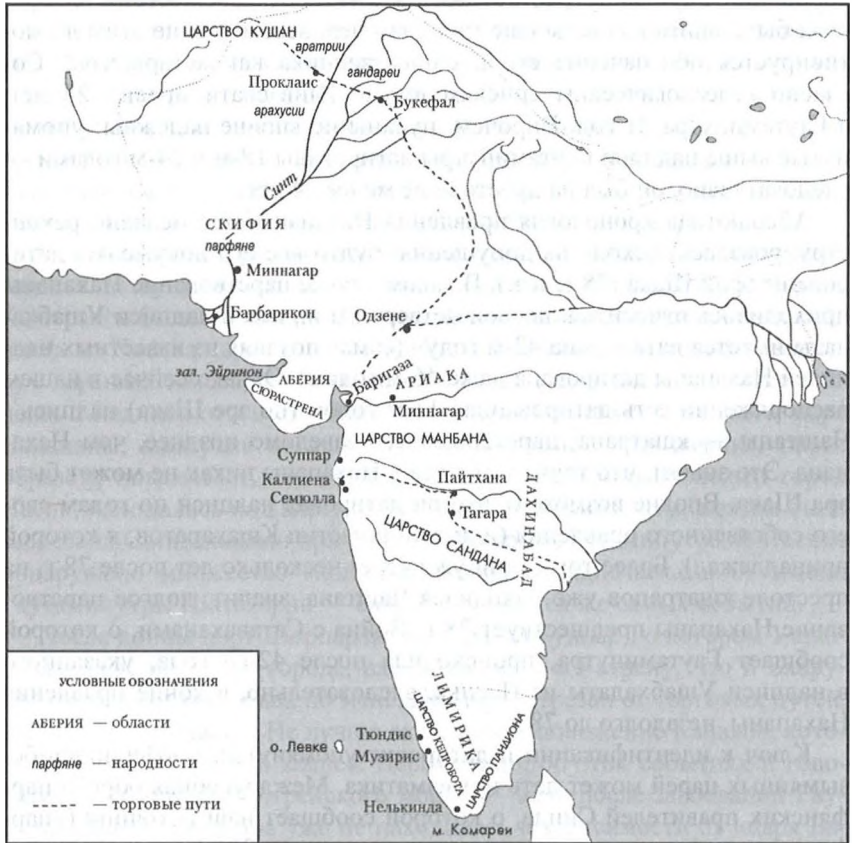 ЦАРСТВО КУШАН
аратрии
гандареи
Проклаис
Букефал
арахусии
Синт
СКИФИЯ
парфяне
Миннагар
Барбарикон
Одзене
зал. Эйринон
АБЕРИЯ
Баригаза
АРИАКА
СЮРАСТРЕНА
Миннагар
ЦАРСТВО МАНБАНА
Суппар
Каллиена
Семюлла
Пайтхана
Тагара
ДАХИНАБАД
ЦАРСТВО САНДАНА
УСЛОВНЫЕ ОБОЗНАЧЕНИЯ
АБЕРИЯ — области
парфяне — народности
— торговые пути
ЛИМИРИКА
о. Левке
Тюндис
Музирис
ЦАРСТВО КЕПРОБОТА
ЦАРСТВО ПАНДИОНА
Нелькинда
м. Комареи